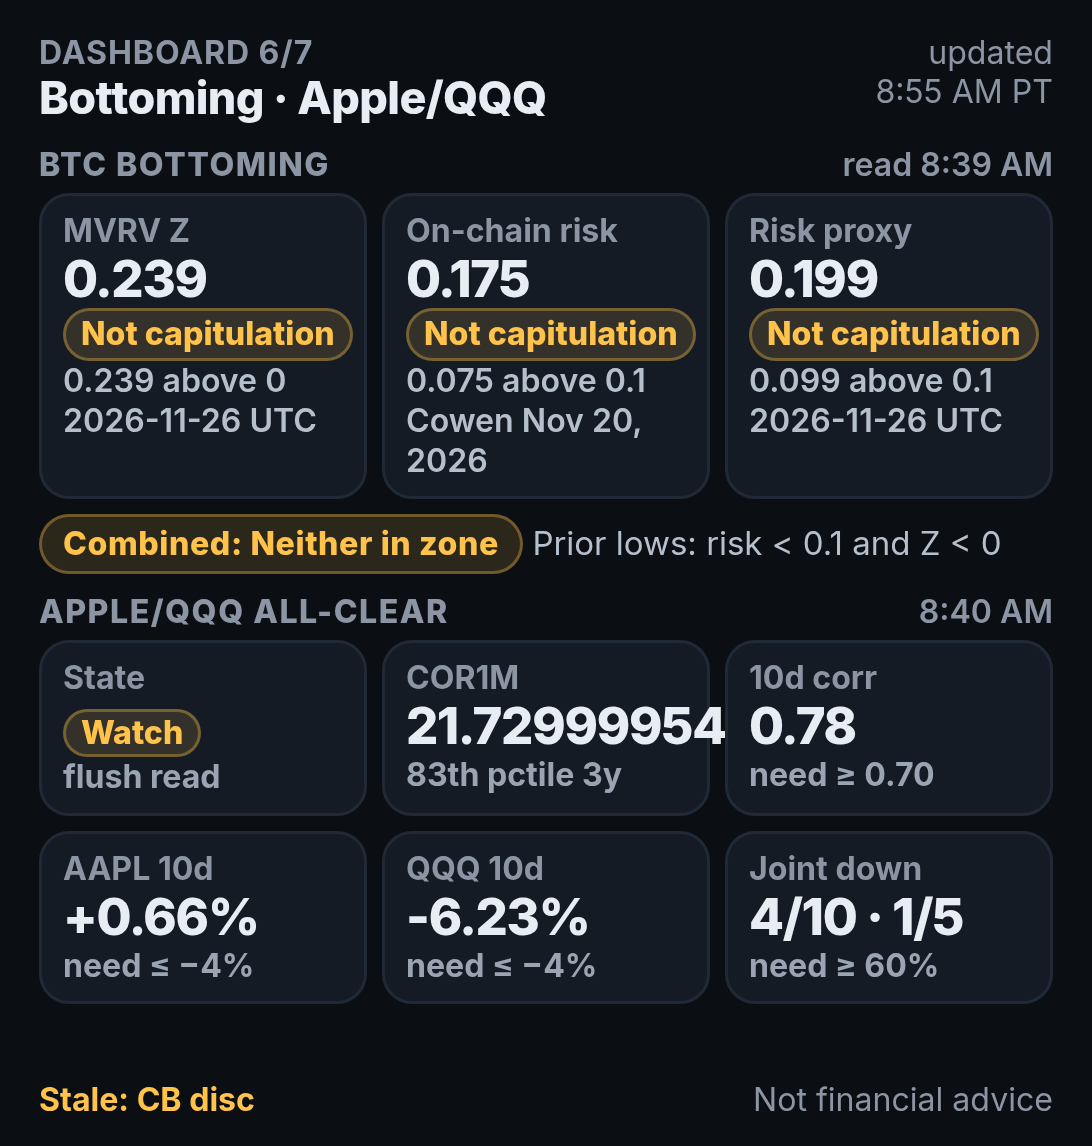 DASHBOARD 6/7
updated
Bottoming · Apple/QQQ
8:55 AM PT
BTC BOTTOMING
read 8:39 AM
MVRV Z
0.239
Not capitulation
0.239 above 0
2026-11-26 UTC
On-chain risk
0.175
Not capitulation
0.075 above 0.1
Cowen Nov 20,
2026
Risk proxy
0.199
Not capitulation
0.099 above 0.1
2026-11-26 UTC
Combined: Neither in zone
Prior lows: risk < 0.1 and Z < 0
APPLE/QQQ ALL-CLEAR
8:40 AM
State
Watch
flush read
COR1M
21.72999954
83th pctile 3y
10d corr
0.78
need ≥ 0.70
AAPL 10d
+0.66%
need ≤ −4%
QQQ 10d
-6.23%
need ≤ −4%
Joint down
4/10 · 1/5
need ≥ 60%
Stale: CB disc
Not financial advice